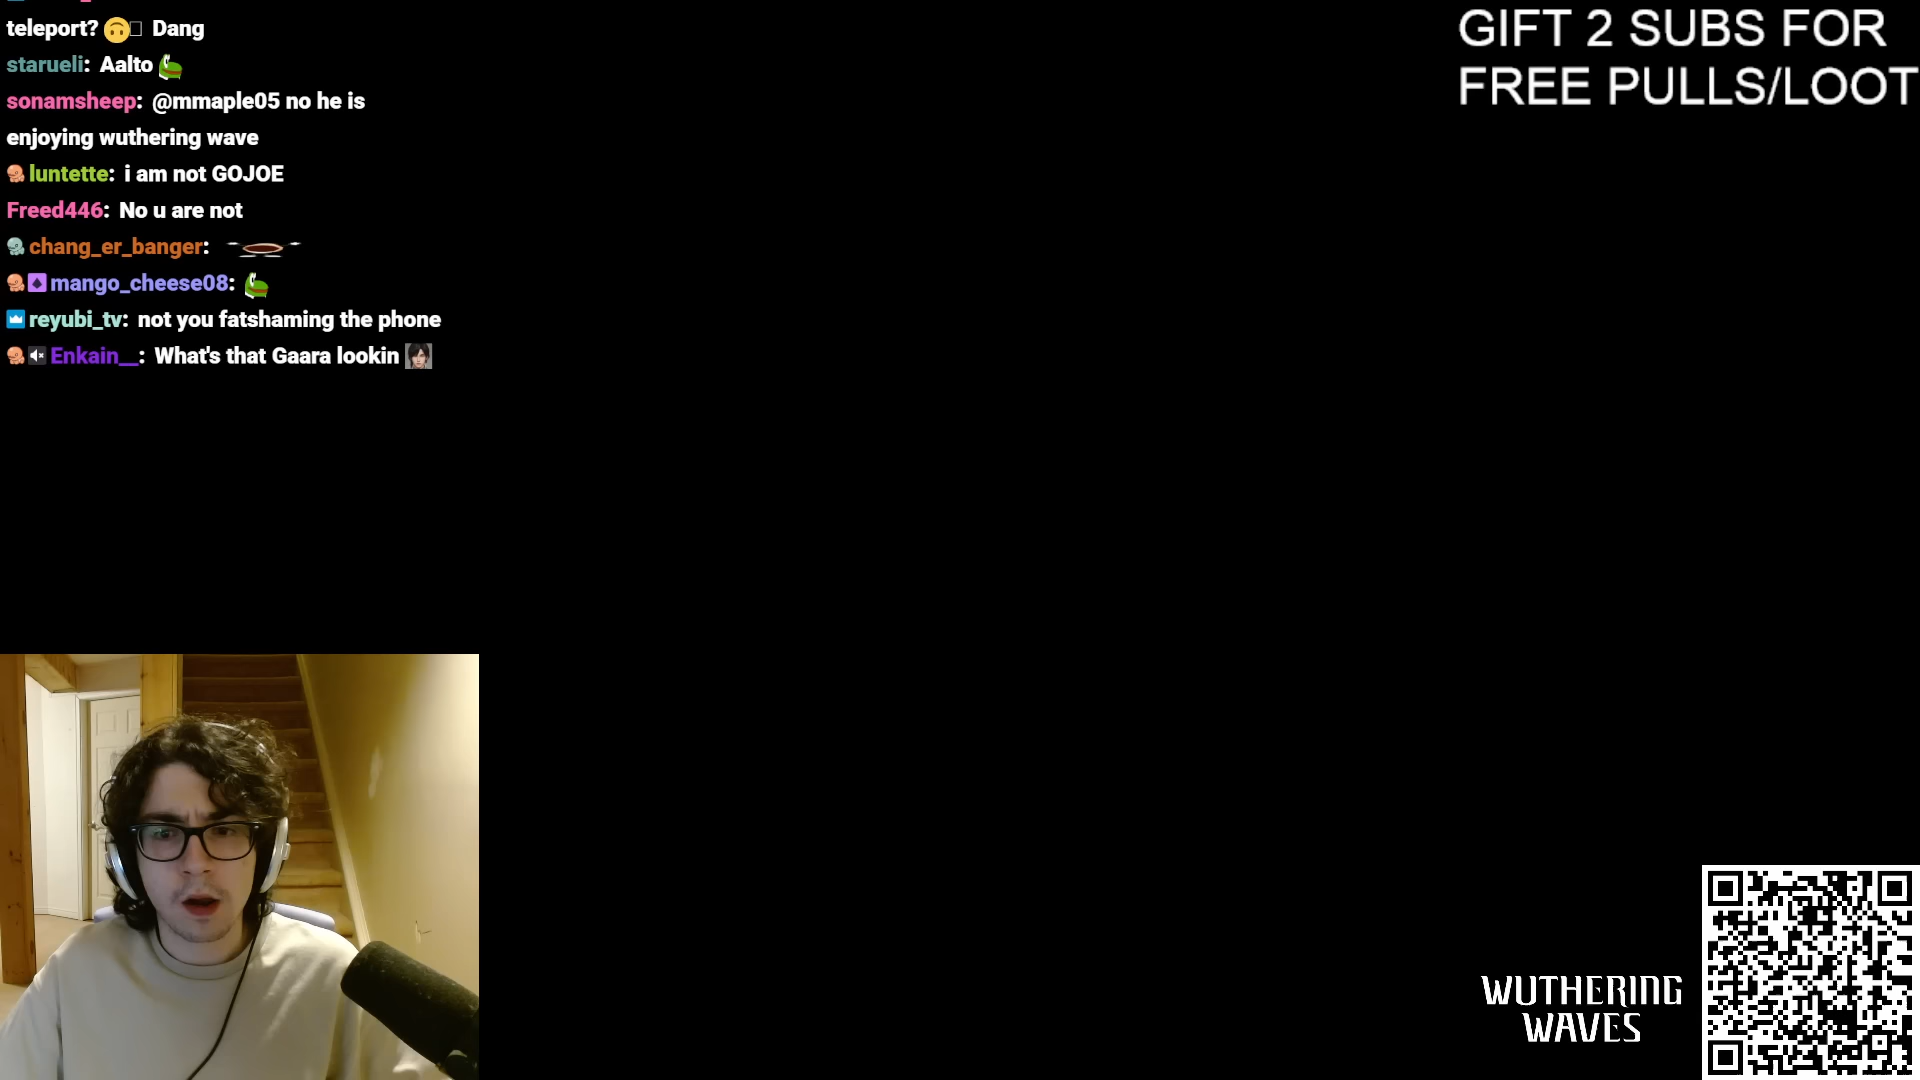 teleport? Dang
starueli: Aalto
sonamsheep: @mmaple05 no he is
enjoying wuthering wave
luntette: i am not GOJOE
Freed446: No u are not
chang_er_banger:
mango_cheese08:
reyubi_tv: not you fatshaming the phone
Enkain__: What's that Gaara lookin
GIFT 2 SUBS FOR
FREE PULLS/LOOT
WUTHERING
WAVES